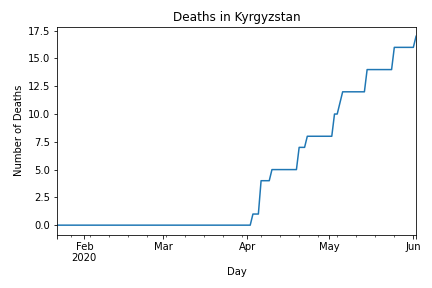 Deaths in Kyrgyzstan
17.5
15.0
12.5
10.0
7.5
5.0
2.5
0.0
Number of Deaths
Feb
2020
Mar
Apr
May
Jun
Day